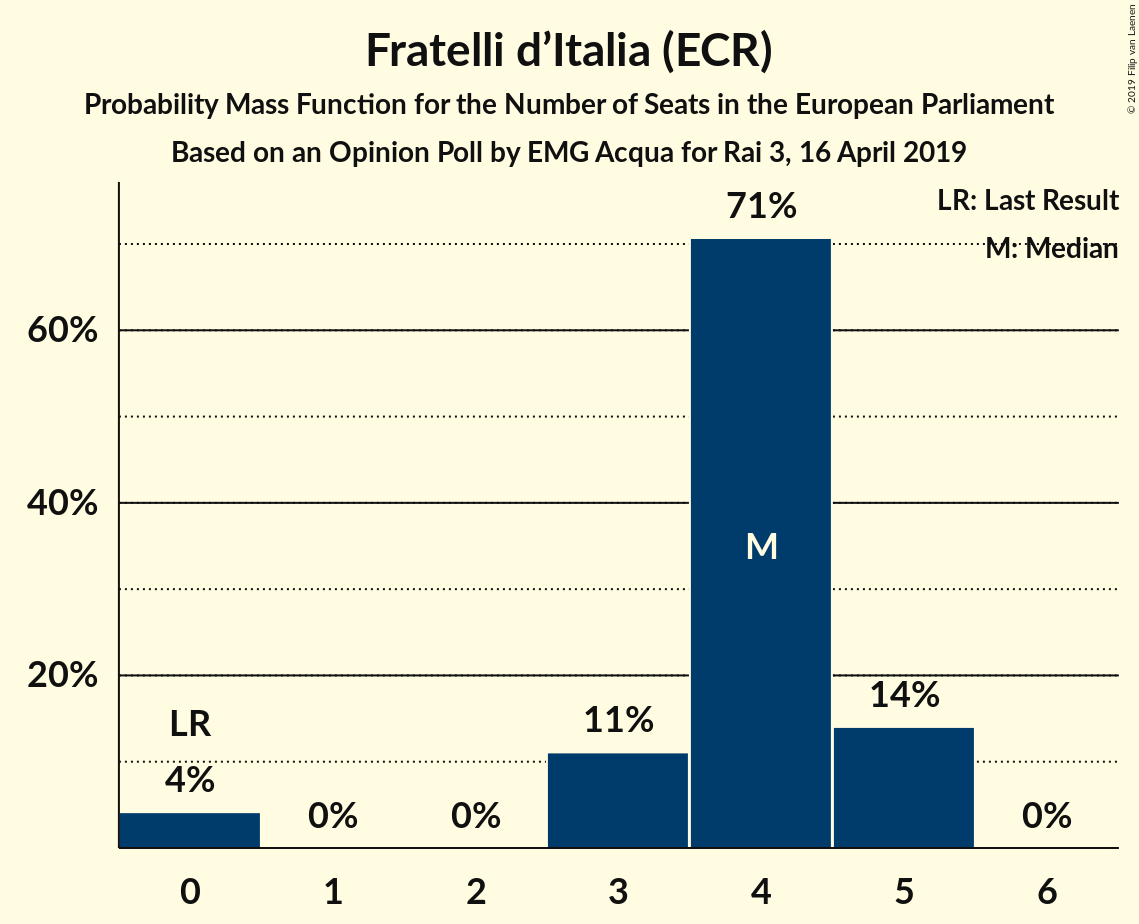 Fratelli d’Italia (ECR)
Probability Mass Function for the Number of Seats in the European Parliament
Based on an Opinion Poll by EMG Acqua for Rai 3, 16 April 2019
© 2019 Filip van Laenen
LR: Last Result
M: Median
71%
60%
40%
M
20%
14%
LR
11%
4%
0%
0%
0%
0 1 2 3 4 5 6